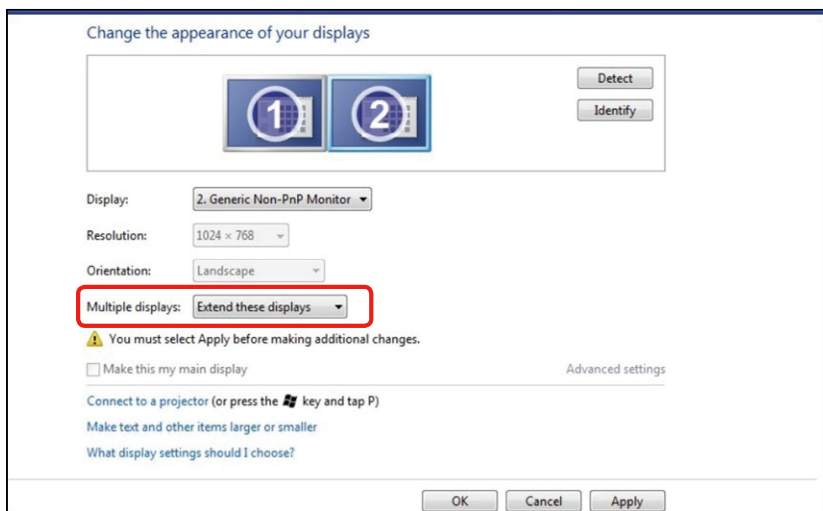 Change the appearance of your displays
1 2
Detect
Identify
Display: 2. Generic Non-PnP Monitor
Resolution: 1024 × 768
Orientation: Landscape
Multiple displays: Extend these displays
You must select Apply before making additional changes.
Make this my main display Advanced settings
Connect to a projector (or press the key and tap P)
Make text and other items larger or smaller
What display settings should I choose?
OK Cancel Apply